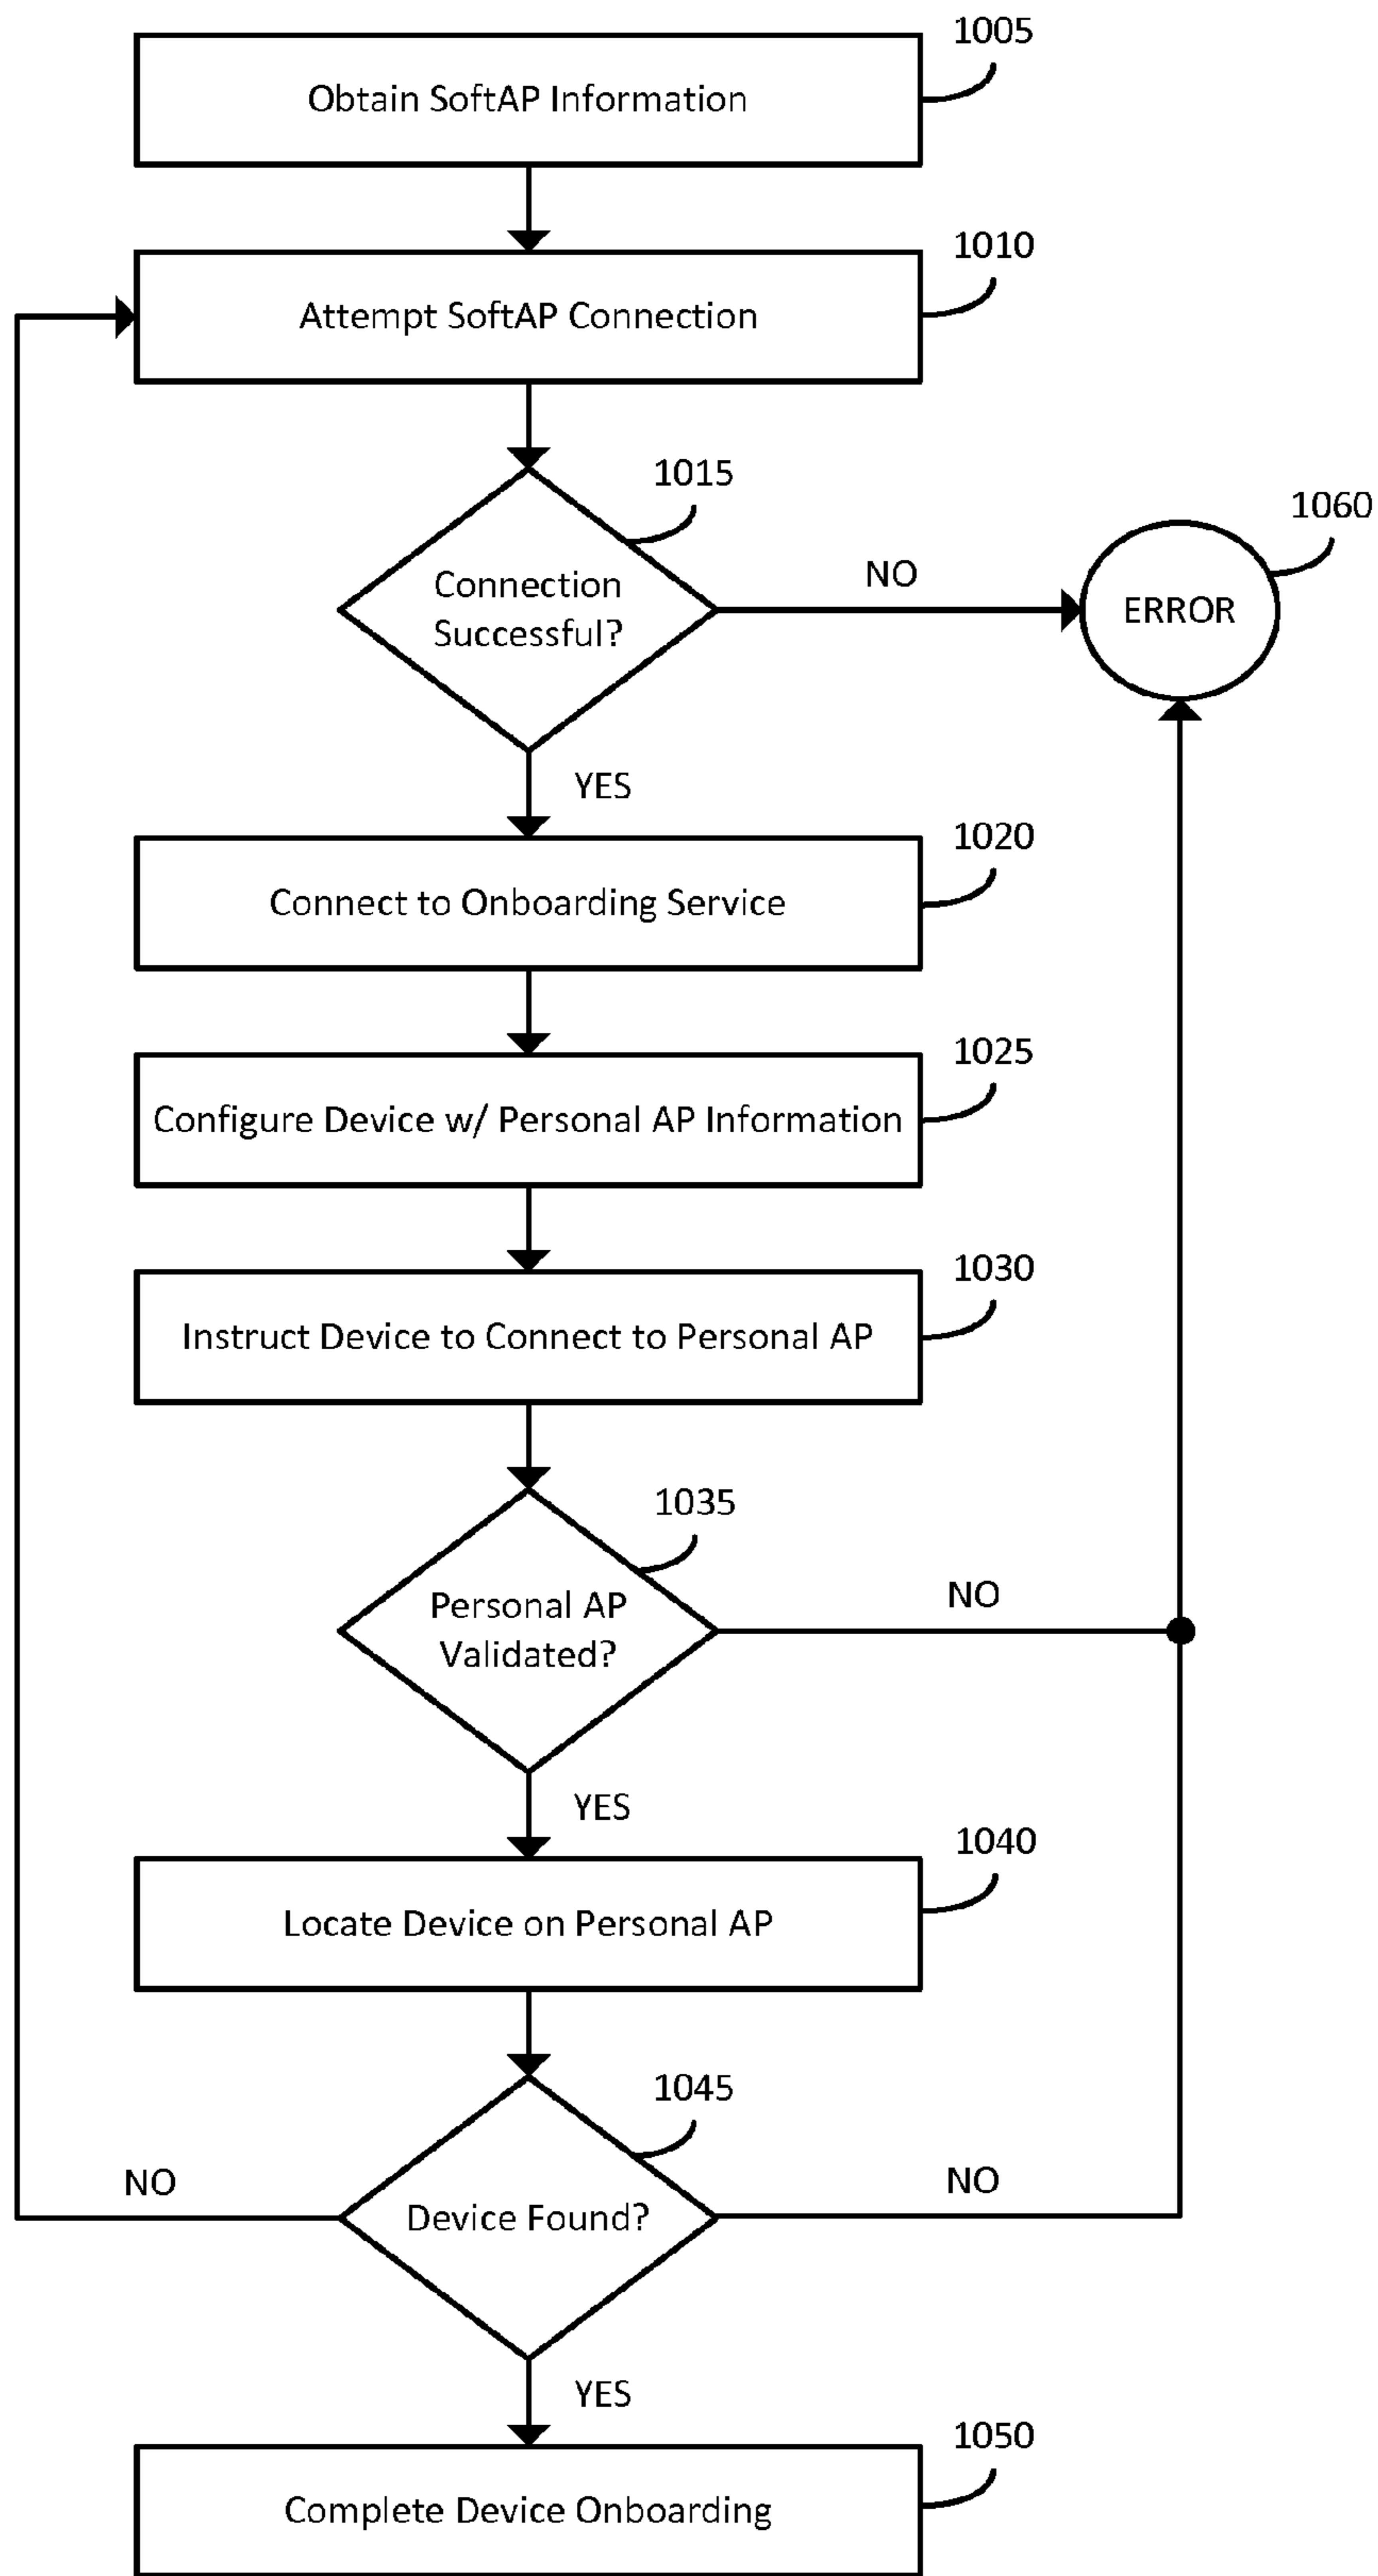 1005
Obtain SoftAP Information
1010
Attempt SoftAP Connection
1015
Connection
Successful?
NO
1060
ERROR
YES
1020
Connect to Onboarding Service
1025
Configure Device w/ Personal AP Information
1030
Instruct Device to Connect to Personal AP
1035
Personal AP
Validated?
NO
YES
1040
Locate Device on Personal AP
1045
NO
Device Found?
NO
YES
1050
Complete Device Onboarding